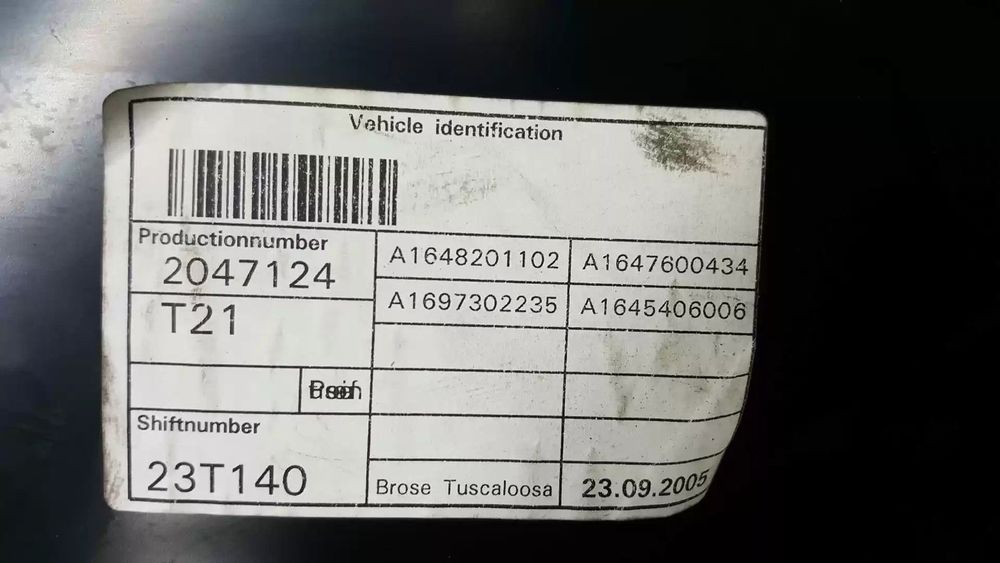 Vehicle identification
Productionnumber
2047124
T21
A1648201102
A1647600434
A1697302235
A1645406006
Shiftnumber
23T140
Brose Tuscaloosa
23.09.2005